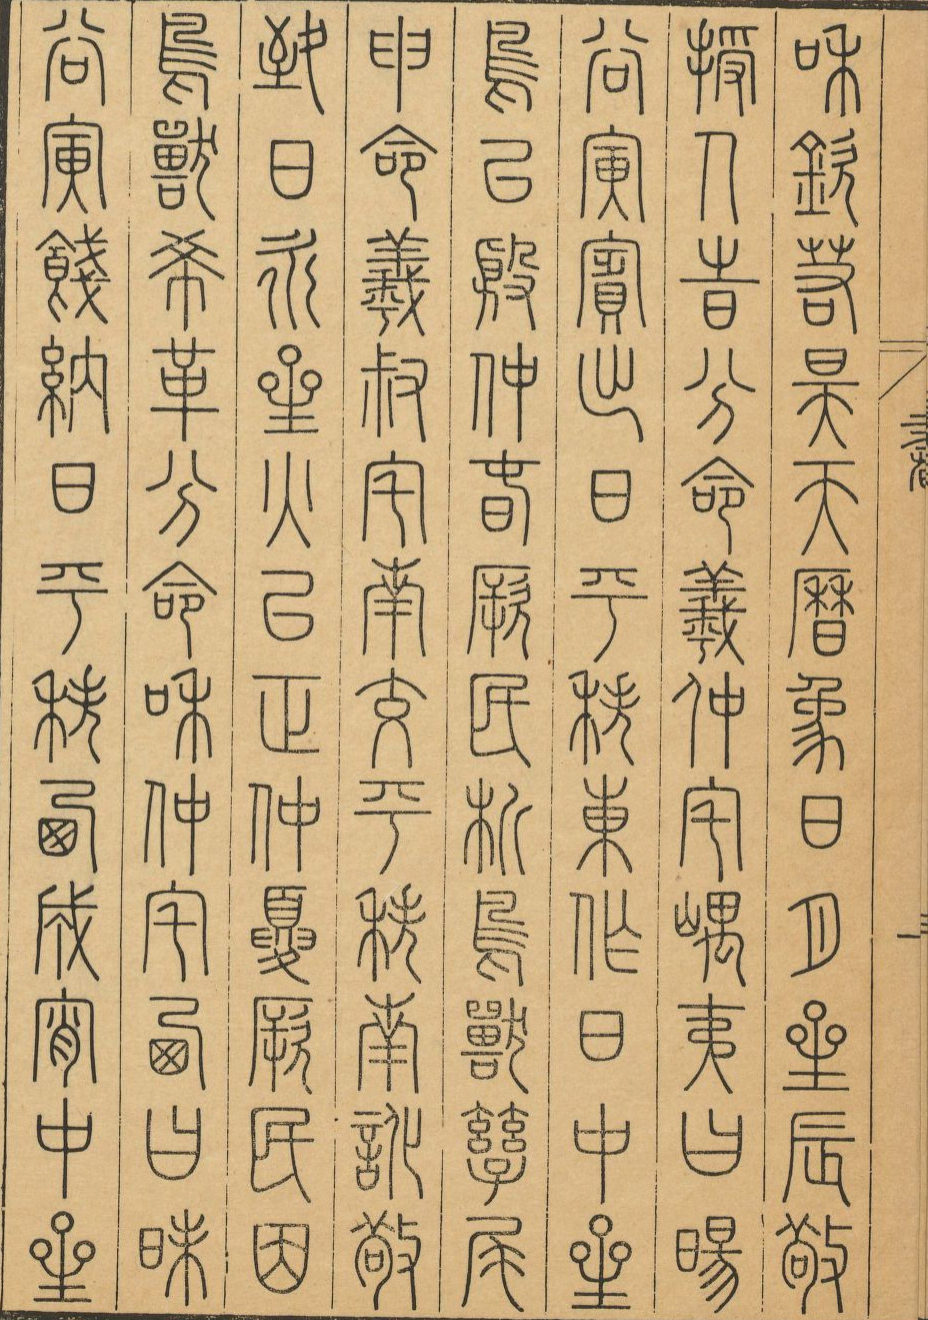 和欽若昊天曆象日月星辰敬
授人時分命羲仲宅嵎夷曰暘
谷寅賓出日平秩東作日中星
鳥以殷仲春厥民析鳥獸孳尾
申命羲叔宅南交平秩南訛敬
致日永星火以正仲夏厥民因
鳥獸希革分命和仲宅西曰昧
谷寅餞納日平秩西成宵中星